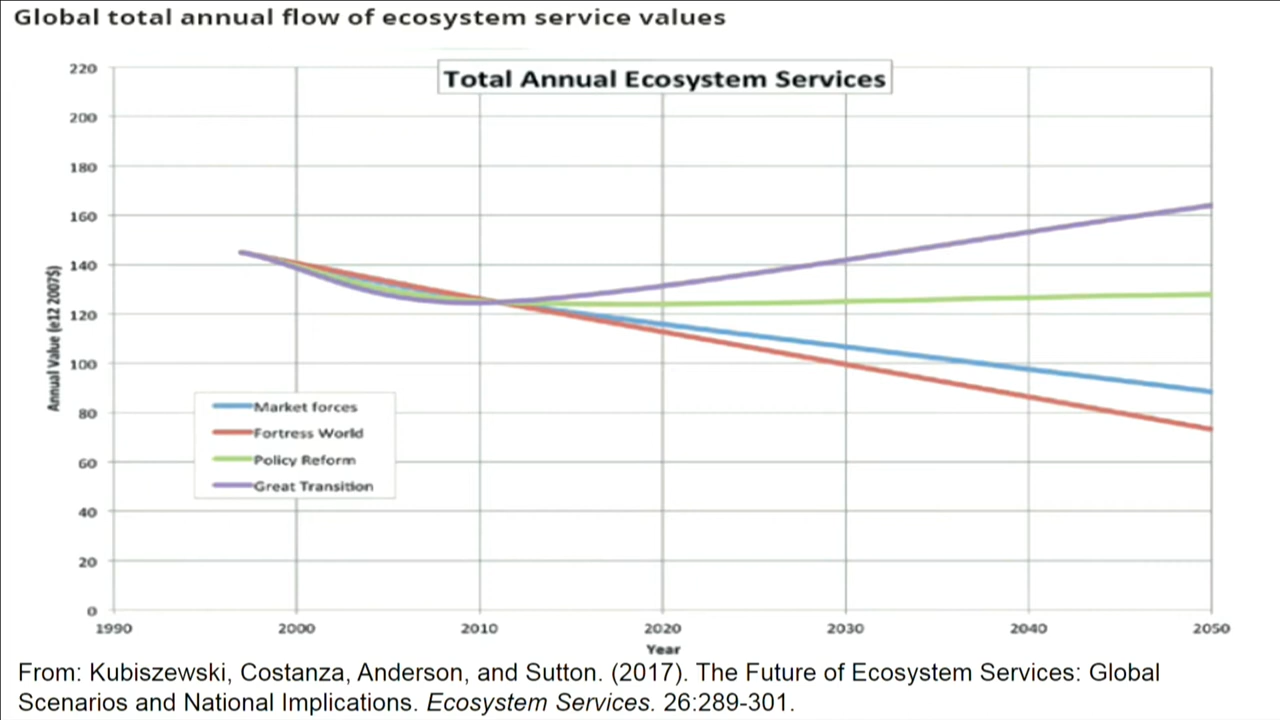 Global total annual flow of ecosystem service values
Total Annual Ecosystem Services
220
200
180
160
140
120
100
80
60
40
20
0
Annual Value (e12 2007$)
Market forces
Fortress World
Policy Reform
Great Transition
1990 2000 2010 2020 2030 2040 2050
Year
From: Kubiszewski, Costanza, Anderson, and Sutton. (2017). The Future of Ecosystem Services: Global
Scenarios and National Implications. Ecosystem Services. 26:289-301.